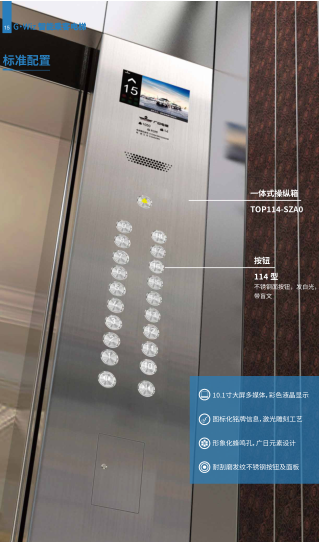 15
标准配置
15
一体式操纵箱
TOP114-SZA0
按钮
114 型
不锈钢面按钮，发白光，
带盲文
10.1寸大屏多媒体，彩色液晶显示
图标化铭牌信息，激光雕刻工艺
形象化蜂鸣孔，广日元素设计
耐刮磨发纹不锈钢按钮及面板